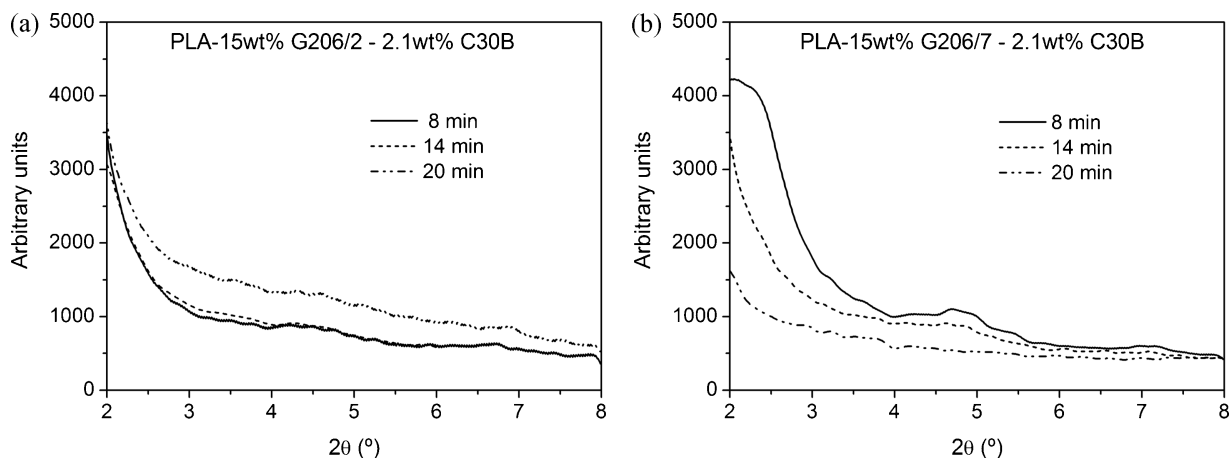 (a)
PLA-15wt% G206/2 - 2.1wt% C30B
8 min
14 min
20 min
Arbitrary units
5000
4000
3000
2000
1000
0
2 3 4 5 6 7 8
2θ (º)
(b)
PLA-15wt% G206/7 - 2.1wt% C30B
8 min
14 min
20 min
Arbitrary units
5000
4000
3000
2000
1000
0
2 3 4 5 6 7 8
2θ (º)